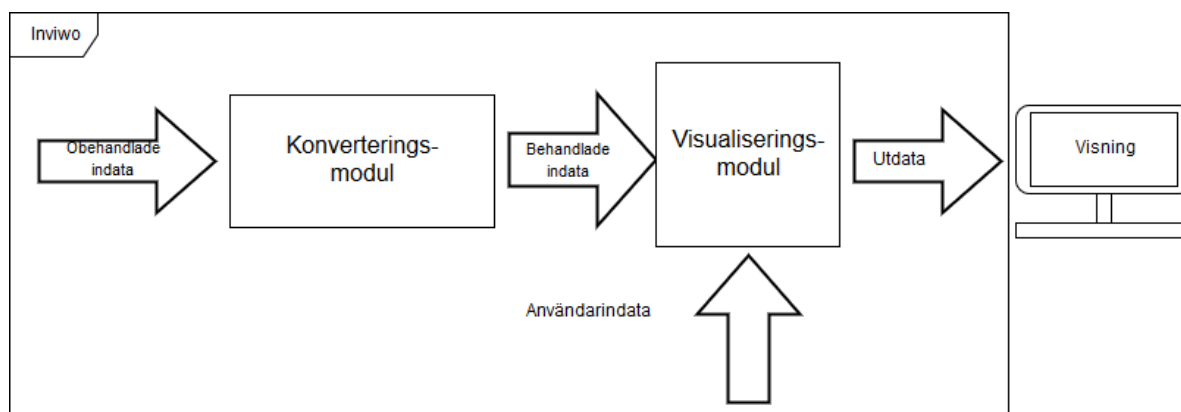 Inviwo
Obehandlade
indata
Konverterings-
modul
Behandlade
indata
Visualiserings-
modul
Utdata
Visning
Användarindata